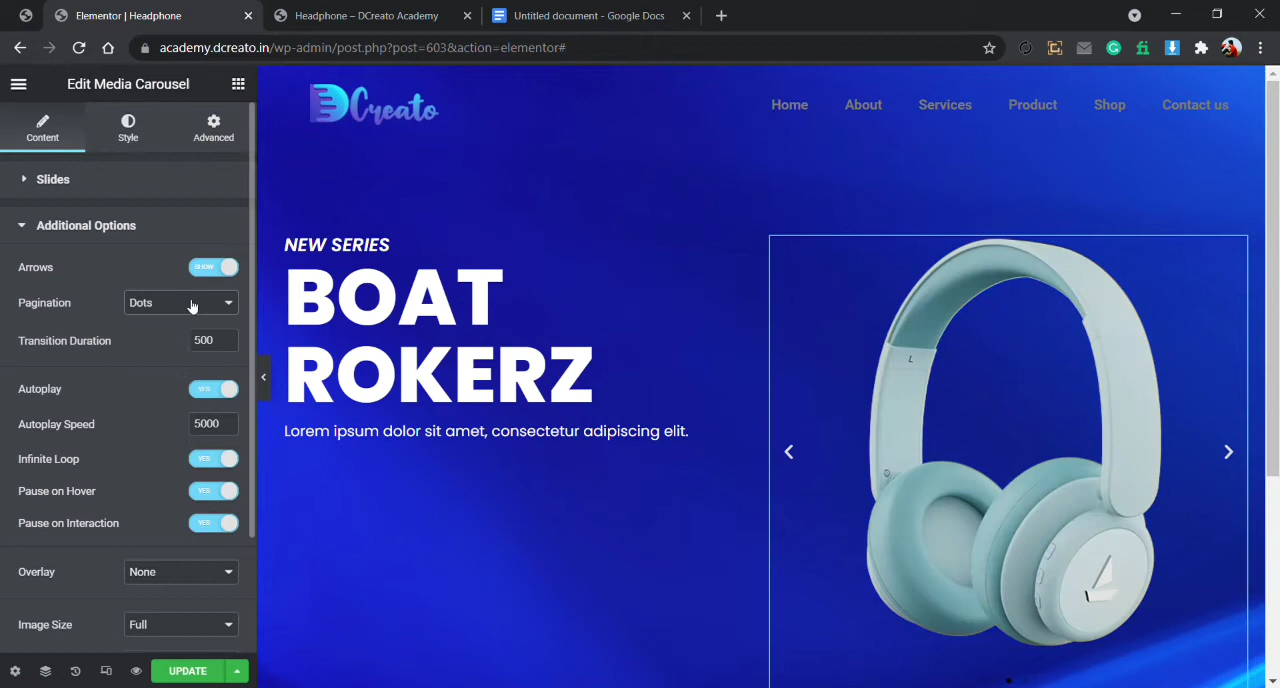 Elementor | Headphone
Headphone – DCreato Academy
Untitled document - Google Docs
academy.dcreato.in/wp-admin/post.php?post=603&action=elementor#
Edit Media Carousel
Content
Style
Advanced
DCreato
Home
About
Services
Product
Shop
Contact us
Slides
Additional Options
Arrows
SHOW
Pagination
Dots
Transition Duration
500
Autoplay
YES
Autoplay Speed
5000
Infinite Loop
YES
Pause on Hover
YES
Pause on Interaction
YES
Overlay
None
Image Size
Full
UPDATE
NEW SERIES
BOAT
ROKERZ
Lorem ipsum dolor sit amet, consectetur adipiscing elit.
L